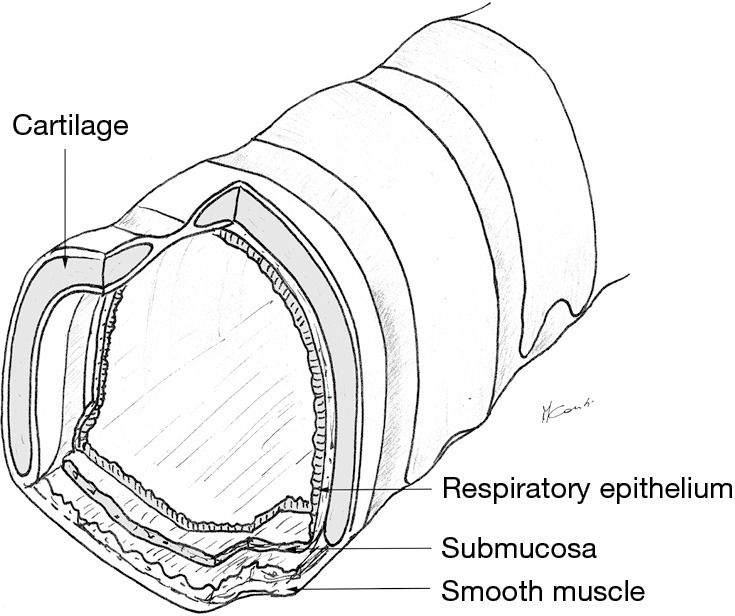 Cartilage
Respiratory epithelium
Submucosa
Smooth muscle